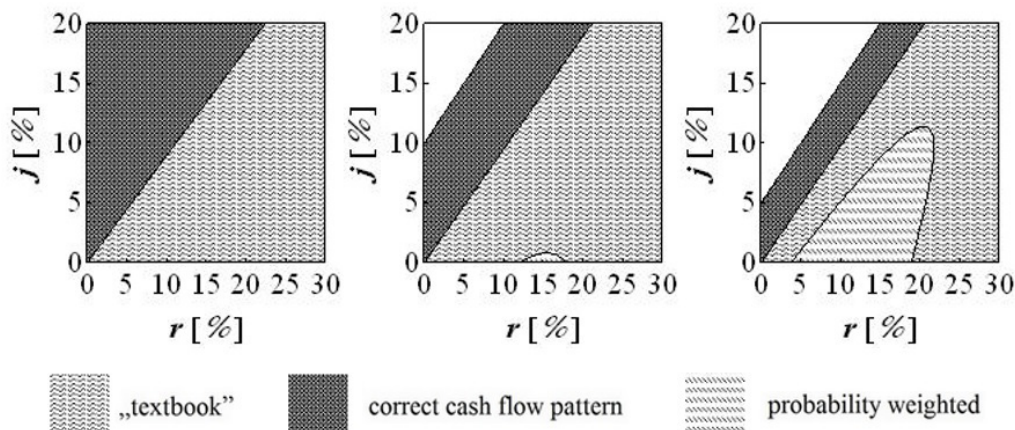 20 20 20
15 15 15
10 10 10
5 5 5
0 0 0
j [%] j [%] j [%]
0 5 10 15 20 25 30 0 5 10 15 20 25 30 0 5 10 15 20 25 30
r [%] r [%] r [%]
„textbook” correct cash flow pattern probability weighted